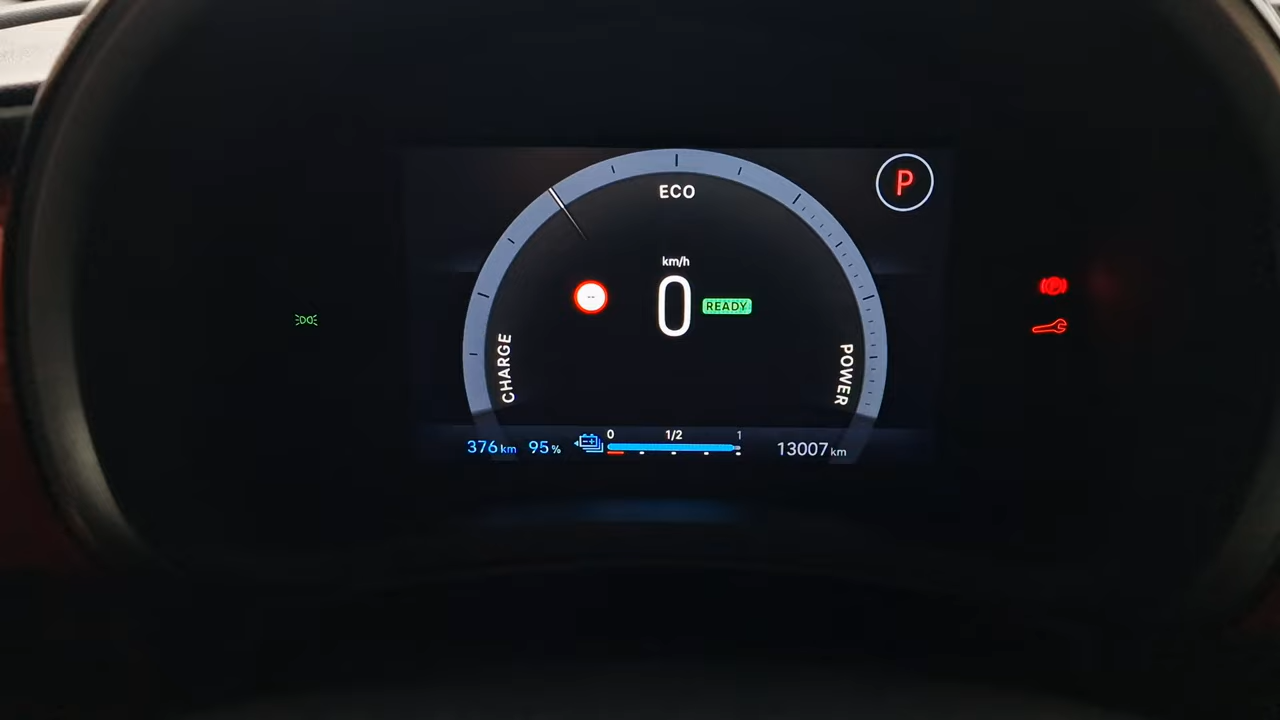 P
ECO
km/h
0 READY
--
CHARGE
POWER
P
0 1/2 1
376 km 95 % 13007 km